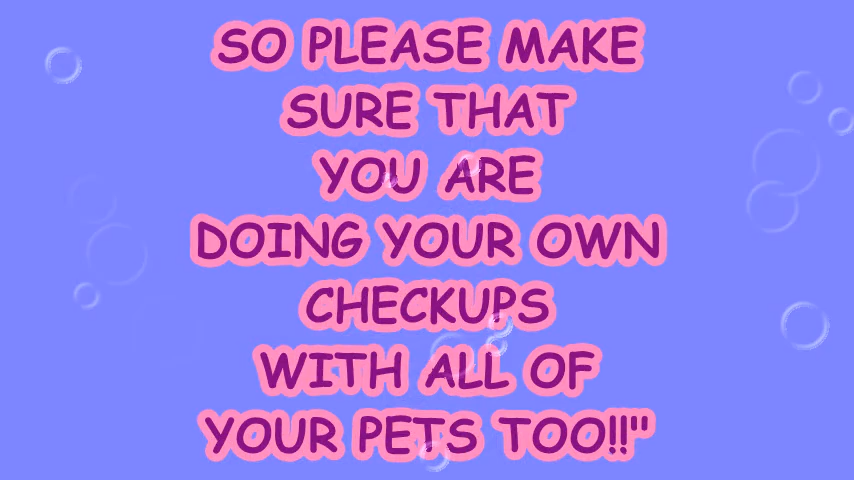 SO PLEASE MAKE
SURE THAT
YOU ARE
DOING YOUR OWN
CHECKUPS
WITH ALL OF
YOUR PETS TOO!!"